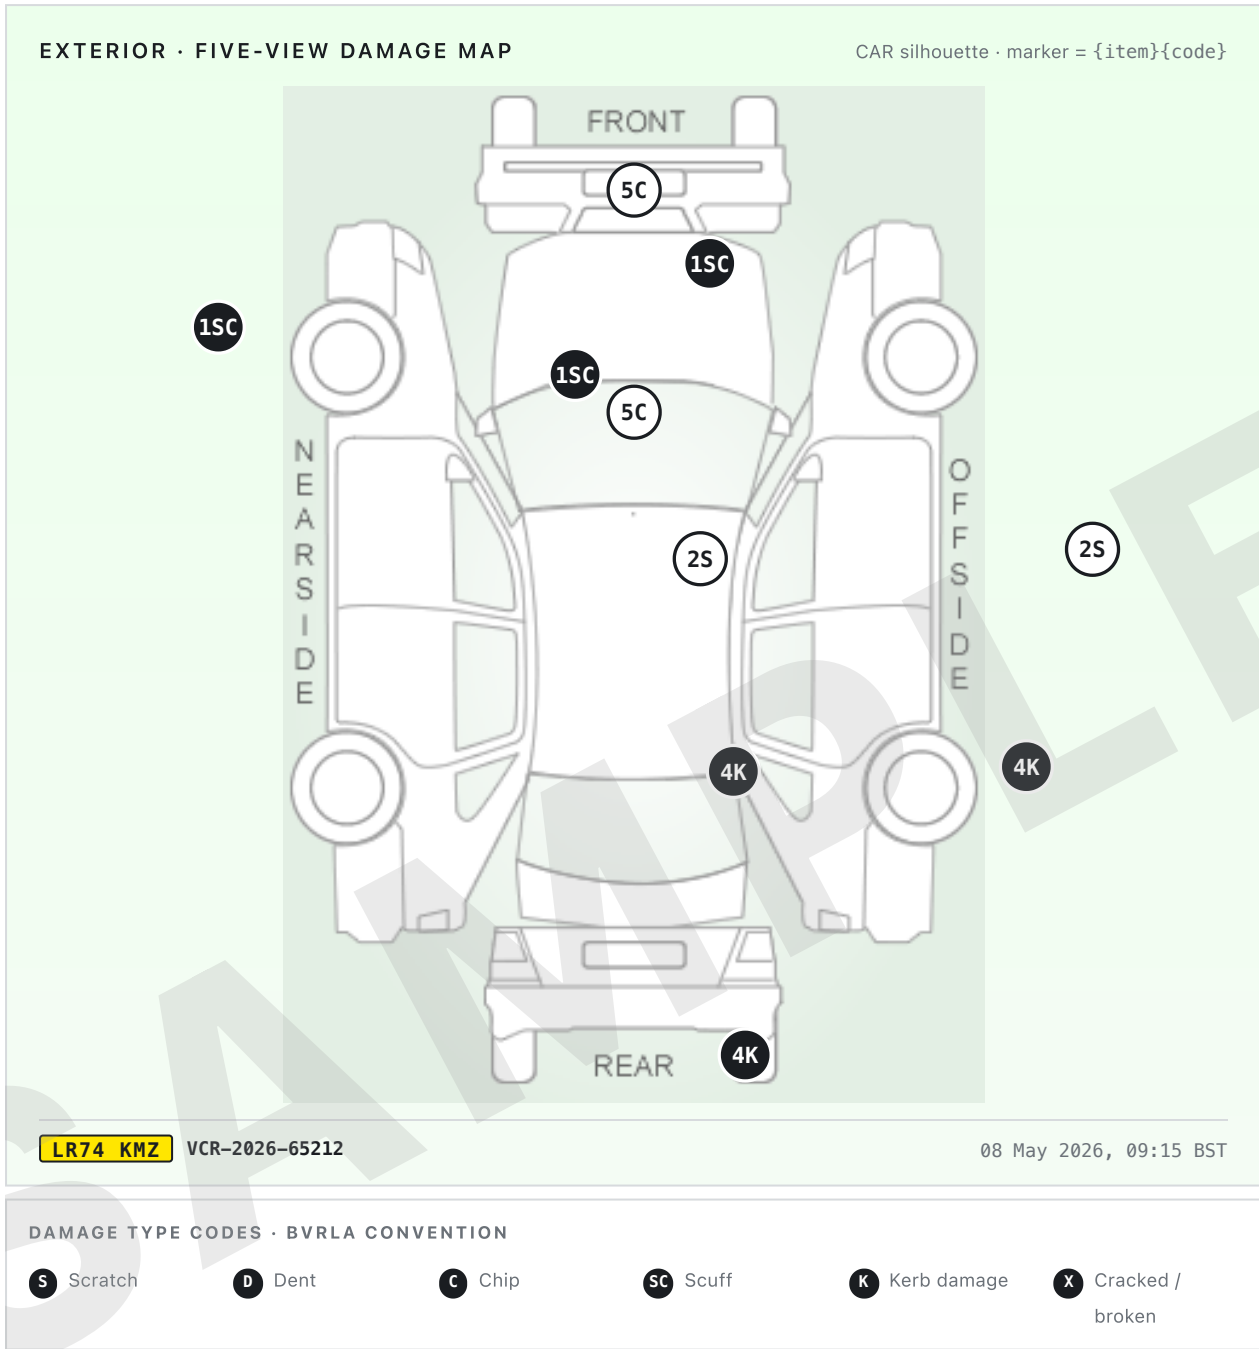 EXTERIOR · FIVE-VIEW DAMAGE MAP
CAR silhouette · marker = {item}{code}
FRONT
5C
1SC
1SC
1SC
5C
NEARSIDE
OFFSIDE
2S
2S
4K
4K
4K
REAR
LR74 KMZ VCR–2026–65212
08 May 2026, 09:15 BST
DAMAGE TYPE CODES · BVRLA CONVENTION
S Scratch
D Dent
C Chip
SC Scuff
K Kerb damage
X Cracked /
broken
SAMPLE